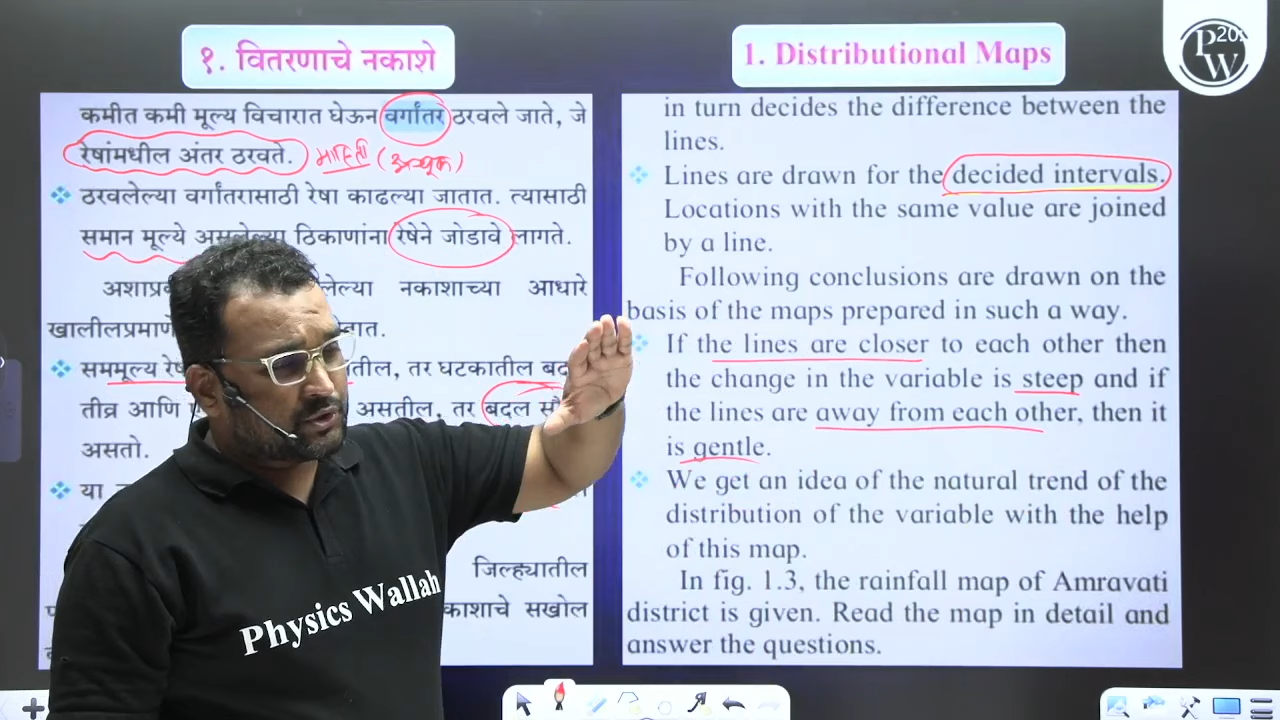 १. वितरणाचे नकाशे
कमीत कमी मूल्य विचारात घेऊन वर्गांतर ठरवले जाते, जे
रेषांमधील अंतर ठरवते. माहिती (अचूक)
ठरवलेल्या वर्गांतरासाठी रेषा काढल्या जातात. त्यासाठी
समान मूल्ये असलेल्या ठिकाणांना रेषेने जोडावे लागते.
लेल्या नकाशाच्या आधारे
खालीलप्रमाणे
सममूल्य रेष तील, तर घटकातील बद
तीव्र आणि असतील, तर बदल सौ
असतो.
या
जिल्ह्यातील
काशाचे सखोल
1. Distributional Maps
in turn decides the difference between the
lines.
Lines are drawn for the decided intervals.
Locations with the same value are joined
by a line.
Following conclusions are drawn on the
basis of the maps prepared in such a way.
If the lines are closer to each other then
the change in the variable is steep and if
the lines are away from each other, then it
is gentle.
We get an idea of the natural trend of the
distribution of the variable with the help
of this map.
In fig. 1.3, the rainfall map of Amravati
district is given. Read the map in detail and
answer the questions.
P W
Physics Wallah